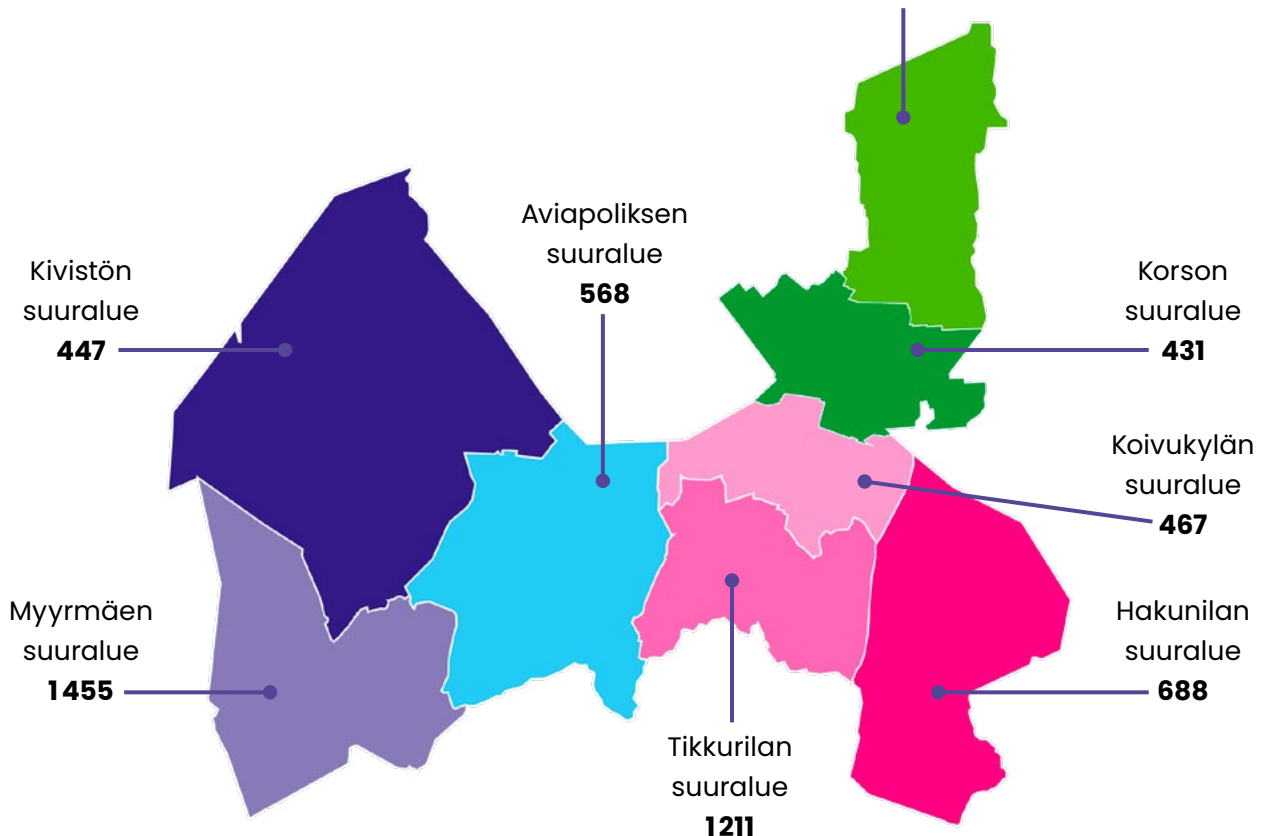 Aviapoliksen
suuralue
568
Kivistön
suuralue
447
Korson
suuralue
431
Koivukylän
suuralue
467
Myyrmäen
suuralue
1455
Hakunilan
suuralue
688
Tikkurilan
suuralue
1211